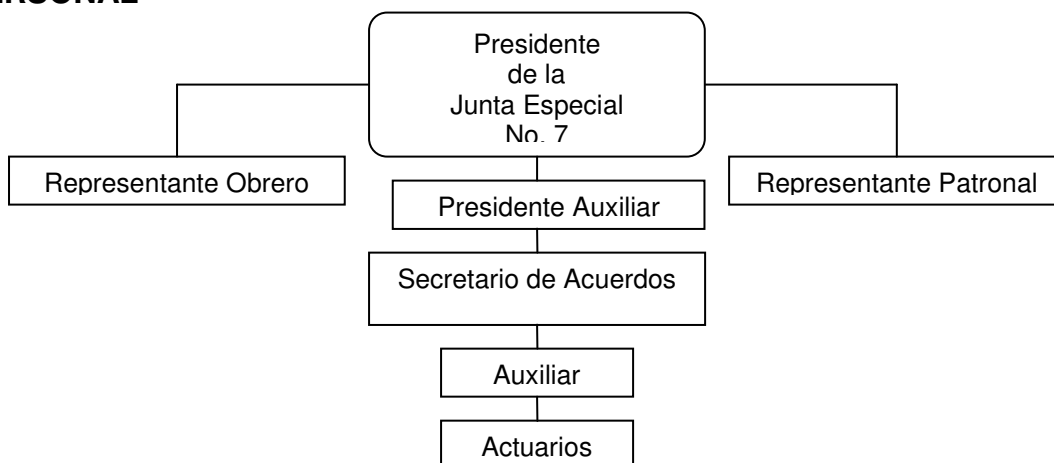 Presidente
de la
Junta Especial
No. 7
Representante Obrero
Representante Patronal
Presidente Auxiliar
Secretario de Acuerdos
Auxiliar
Actuarios